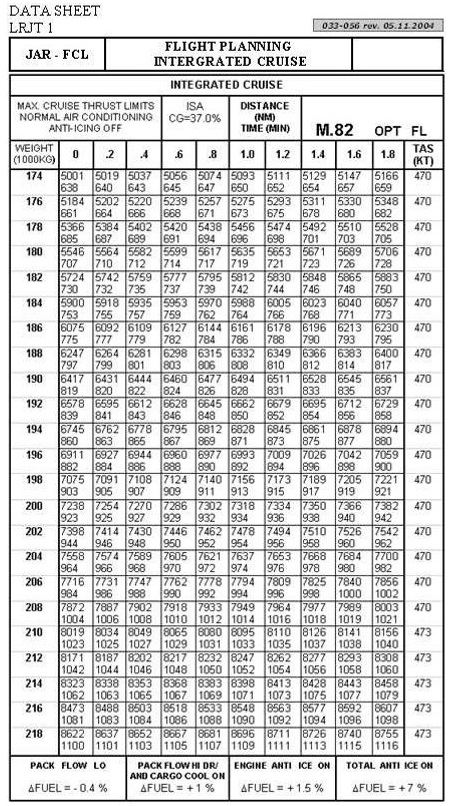 DATA SHEET
LRJT 1
033-056 rev. 05.11.2004
JAR - FCL
FLIGHT PLANNING
INTERGRATED CRUISE
INTEGRATED CRUISE
MAX. CRUISE THRUST LIMITS
NORMAL AIR CONDITIONING
ANTI-ICING OFF
ISA
CG=37.0%
DISTANCE
(NM)
TIME (MIN)
M.82 OPT FL
WEIGHT
(1000KG) 0 .2 .4 .6 .8 1.0 1.2 1.4 1.6 1.8 TAS
(KT)
174 5001 5019 5037 5056 5074 5093 5111 5129 5147 5166 470
638 640 643 645 647 650 652 654 657 659
176 5184 5202 5220 5239 5257 5275 5293 5311 5330 5348 470
661 664 666 668 671 673 675 678 680 682
178 5366 5384 5402 5420 5438 5456 5474 5492 5510 5528 470
685 687 689 691 694 696 698 701 703 705
180 5546 5564 5582 5599 5617 5635 5653 5671 5689 5706 470
707 710 712 714 717 719 721 723 726 728
182 5724 5742 5759 5777 5795 5812 5830 5848 5865 5883 470
730 732 735 737 739 742 744 746 748 750
184 5900 5918 5935 5953 5970 5988 6005 6023 6040 6057 470
753 755 757 759 762 764 766 768 771 773
186 6075 6092 6109 6127 6144 6161 6178 6196 6213 6230 470
775 777 779 782 784 786 788 790 793 795
188 6247 6264 6281 6298 6315 6332 6349 6366 6383 6400 470
797 799 801 803 806 808 810 812 814 817
190 6417 6431 6444 6460 6477 6494 6511 6528 6545 6561 470
819 820 822 824 826 828 831 833 835 837
192 6578 6595 6612 6628 6645 6662 6679 6695 6712 6729 470
839 841 843 846 848 850 852 854 856 858
194 6745 6762 6778 6795 6812 6828 6845 6861 6878 6894 470
860 863 865 867 869 871 873 875 877 880
196 6911 6927 6944 6960 6977 6993 7009 7026 7042 7059 470
882 884 886 888 890 892 894 896 898 900
198 7075 7091 7108 7124 7140 7156 7173 7189 7205 7221 470
903 905 907 909 911 913 915 917 919 921
200 7238 7254 7270 7286 7302 7318 7334 7350 7366 7382 470
923 925 927 929 932 934 936 938 940 942
202 7398 7414 7430 7446 7462 7478 7494 7510 7526 7542 470
944 946 948 950 952 954 956 958 960 962
204 7558 7574 7589 7605 7621 7637 7653 7668 7684 7700 470
964 966 968 970 972 974 976 978 980 982
206 7716 7731 7747 7762 7778 7794 7809 7825 7840 7856 470
984 986 988 990 992 994 996 998 1000 1002
208 7872 7887 7902 7918 7933 7949 7964 7977 7989 8003 470
1004 1006 1008 1010 1012 1014 1016 1018 1019 1021
210 8019 8034 8049 8065 8080 8095 8110 8126 8141 8156 473
1023 1025 1027 1029 1031 1033 1035 1037 1038 1040
212 8171 8187 8202 8217 8232 8247 8262 8277 8293 8308 473
1042 1044 1046 1048 1050 1052 1054 1056 1058 1060
214 8323 8338 8353 8368 8383 8398 8413 8428 8443 8458 473
1062 1063 1065 1067 1069 1071 1073 1075 1077 1079
216 8473 8488 8503 8518 8533 8548 8563 8577 8592 8607 473
1081 1083 1084 1086 1088 1090 1092 1094 1096 1098
218 8622 8637 8652 8667 8681 8696 8711 8726 8740 8755 473
1100 1101 1103 1105 1107 1109 1111 1113 1115 1116
PACK FLOW LO
ΔFUEL = - 0.4 %
PACK FLOW HI DR/
AND CARGO COOL ON
ΔFUEL = + 1 %
ENGINE ANTI ICE ON
ΔFUEL = + 1.5 %
TOTAL ANTI ICE ON
ΔFUEL = + 7 %